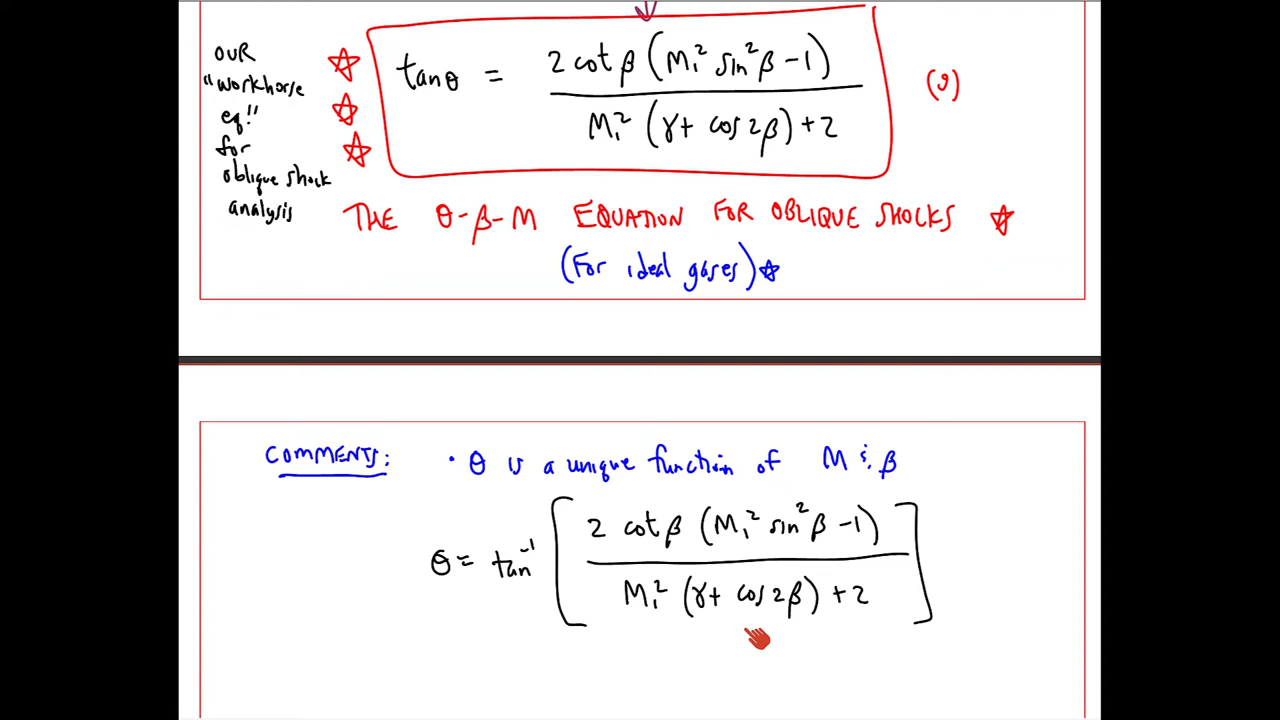 OUR
"workhorse
eq!"
for
oblique shock
analysis
tanθ = 2 cot β (M₁² sin²β - 1) / M₁² (γ + cos 2β) + 2
(9)
THE θ-β-M EQUATION FOR OBLIQUE SHOCKS
(For ideal gases)
COMMENTS: • θ is a unique function of M & β
θ = tan⁻¹ [ 2 cot β (M₁² sin²β - 1) / M₁² (γ + cos 2β) + 2 ]